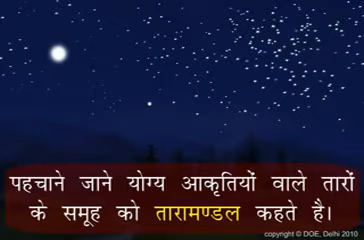 पहचाने जाने योग्य आकृतियों वाले तारों
के समूह को तारामण्डल कहते है।
copyright © DOE, Delhi 2010